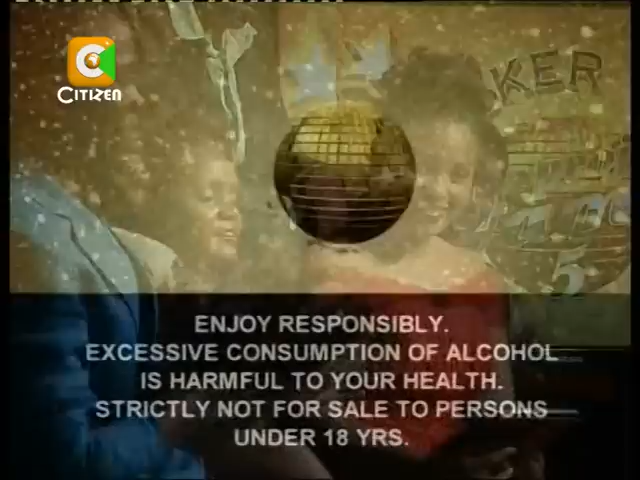 CITIZEN
KER
5
ENJOY RESPONSIBLY.
EXCESSIVE CONSUMPTION OF ALCOHOL
IS HARMFUL TO YOUR HEALTH.
STRICTLY NOT FOR SALE TO PERSONS
UNDER 18 YRS.